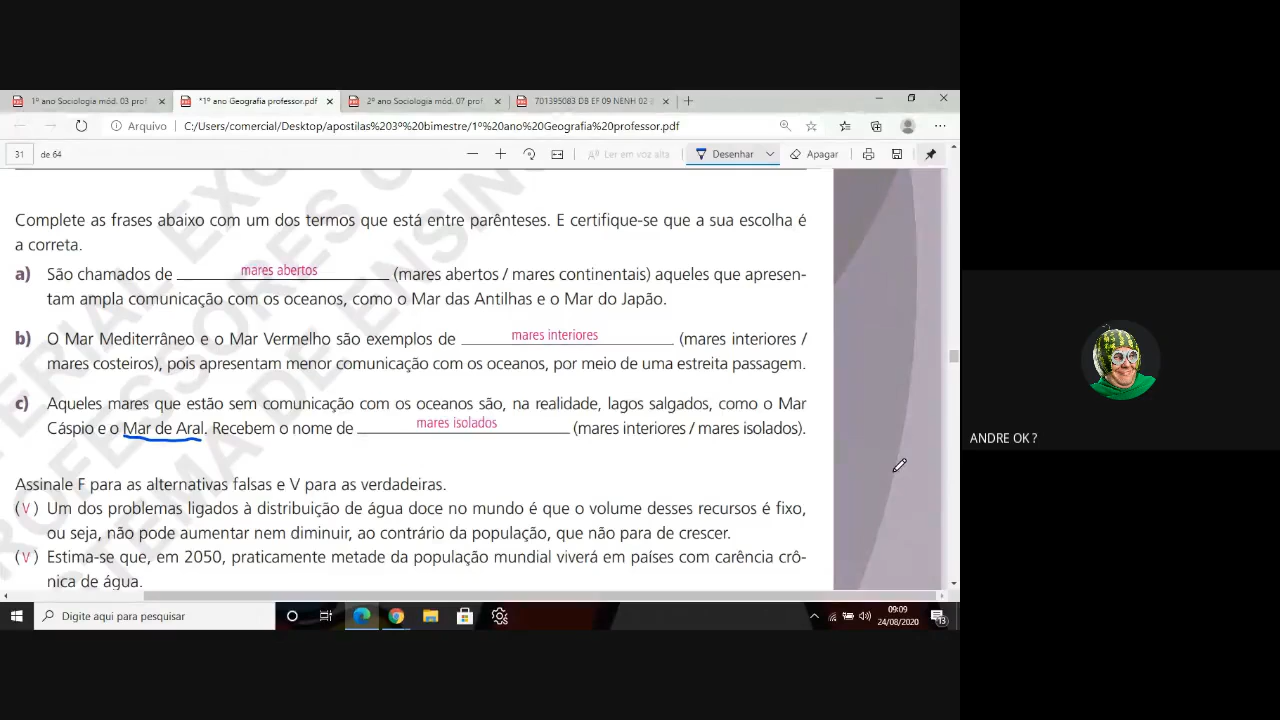 1º ano Sociologia mód. 03 prof
*1º ano Geografia professor.pdf
2º ano Sociologia mód. 07 prof
701395083 DB EF 09 NENH 02
Arquivo
C:/Users/comercial/Desktop/apostilas%203º%20bimestre/1º%20ano%20Geografia%20professor.pdf
31
de 64
Ler em voz alta
Desenhar
Apagar
Complete as frases abaixo com um dos termos que está entre parênteses. E certifique-se que a sua escolha é
a correta.
a) São chamados de mares abertos (mares abertos / mares continentais) aqueles que apresen-
tam ampla comunicação com os oceanos, como o Mar das Antilhas e o Mar do Japão.
b) O Mar Mediterrâneo e o Mar Vermelho são exemplos de mares interiores (mares interiores /
mares costeiros), pois apresentam menor comunicação com os oceanos, por meio de uma estreita passagem.
c) Aqueles mares que estão sem comunicação com os oceanos são, na realidade, lagos salgados, como o Mar
Cáspio e o Mar de Aral. Recebem o nome de mares isolados (mares interiores / mares isolados).
Assinale F para as alternativas falsas e V para as verdadeiras.
(V) Um dos problemas ligados à distribuição de água doce no mundo é que o volume desses recursos é fixo,
ou seja, não pode aumentar nem diminuir, ao contrário da população, que não para de crescer.
(V) Estima-se que, em 2050, praticamente metade da população mundial viverá em países com carência crô-
nica de água.
ANDRE OK ?
Digite aqui para pesquisar
09:09
24/08/2020
13